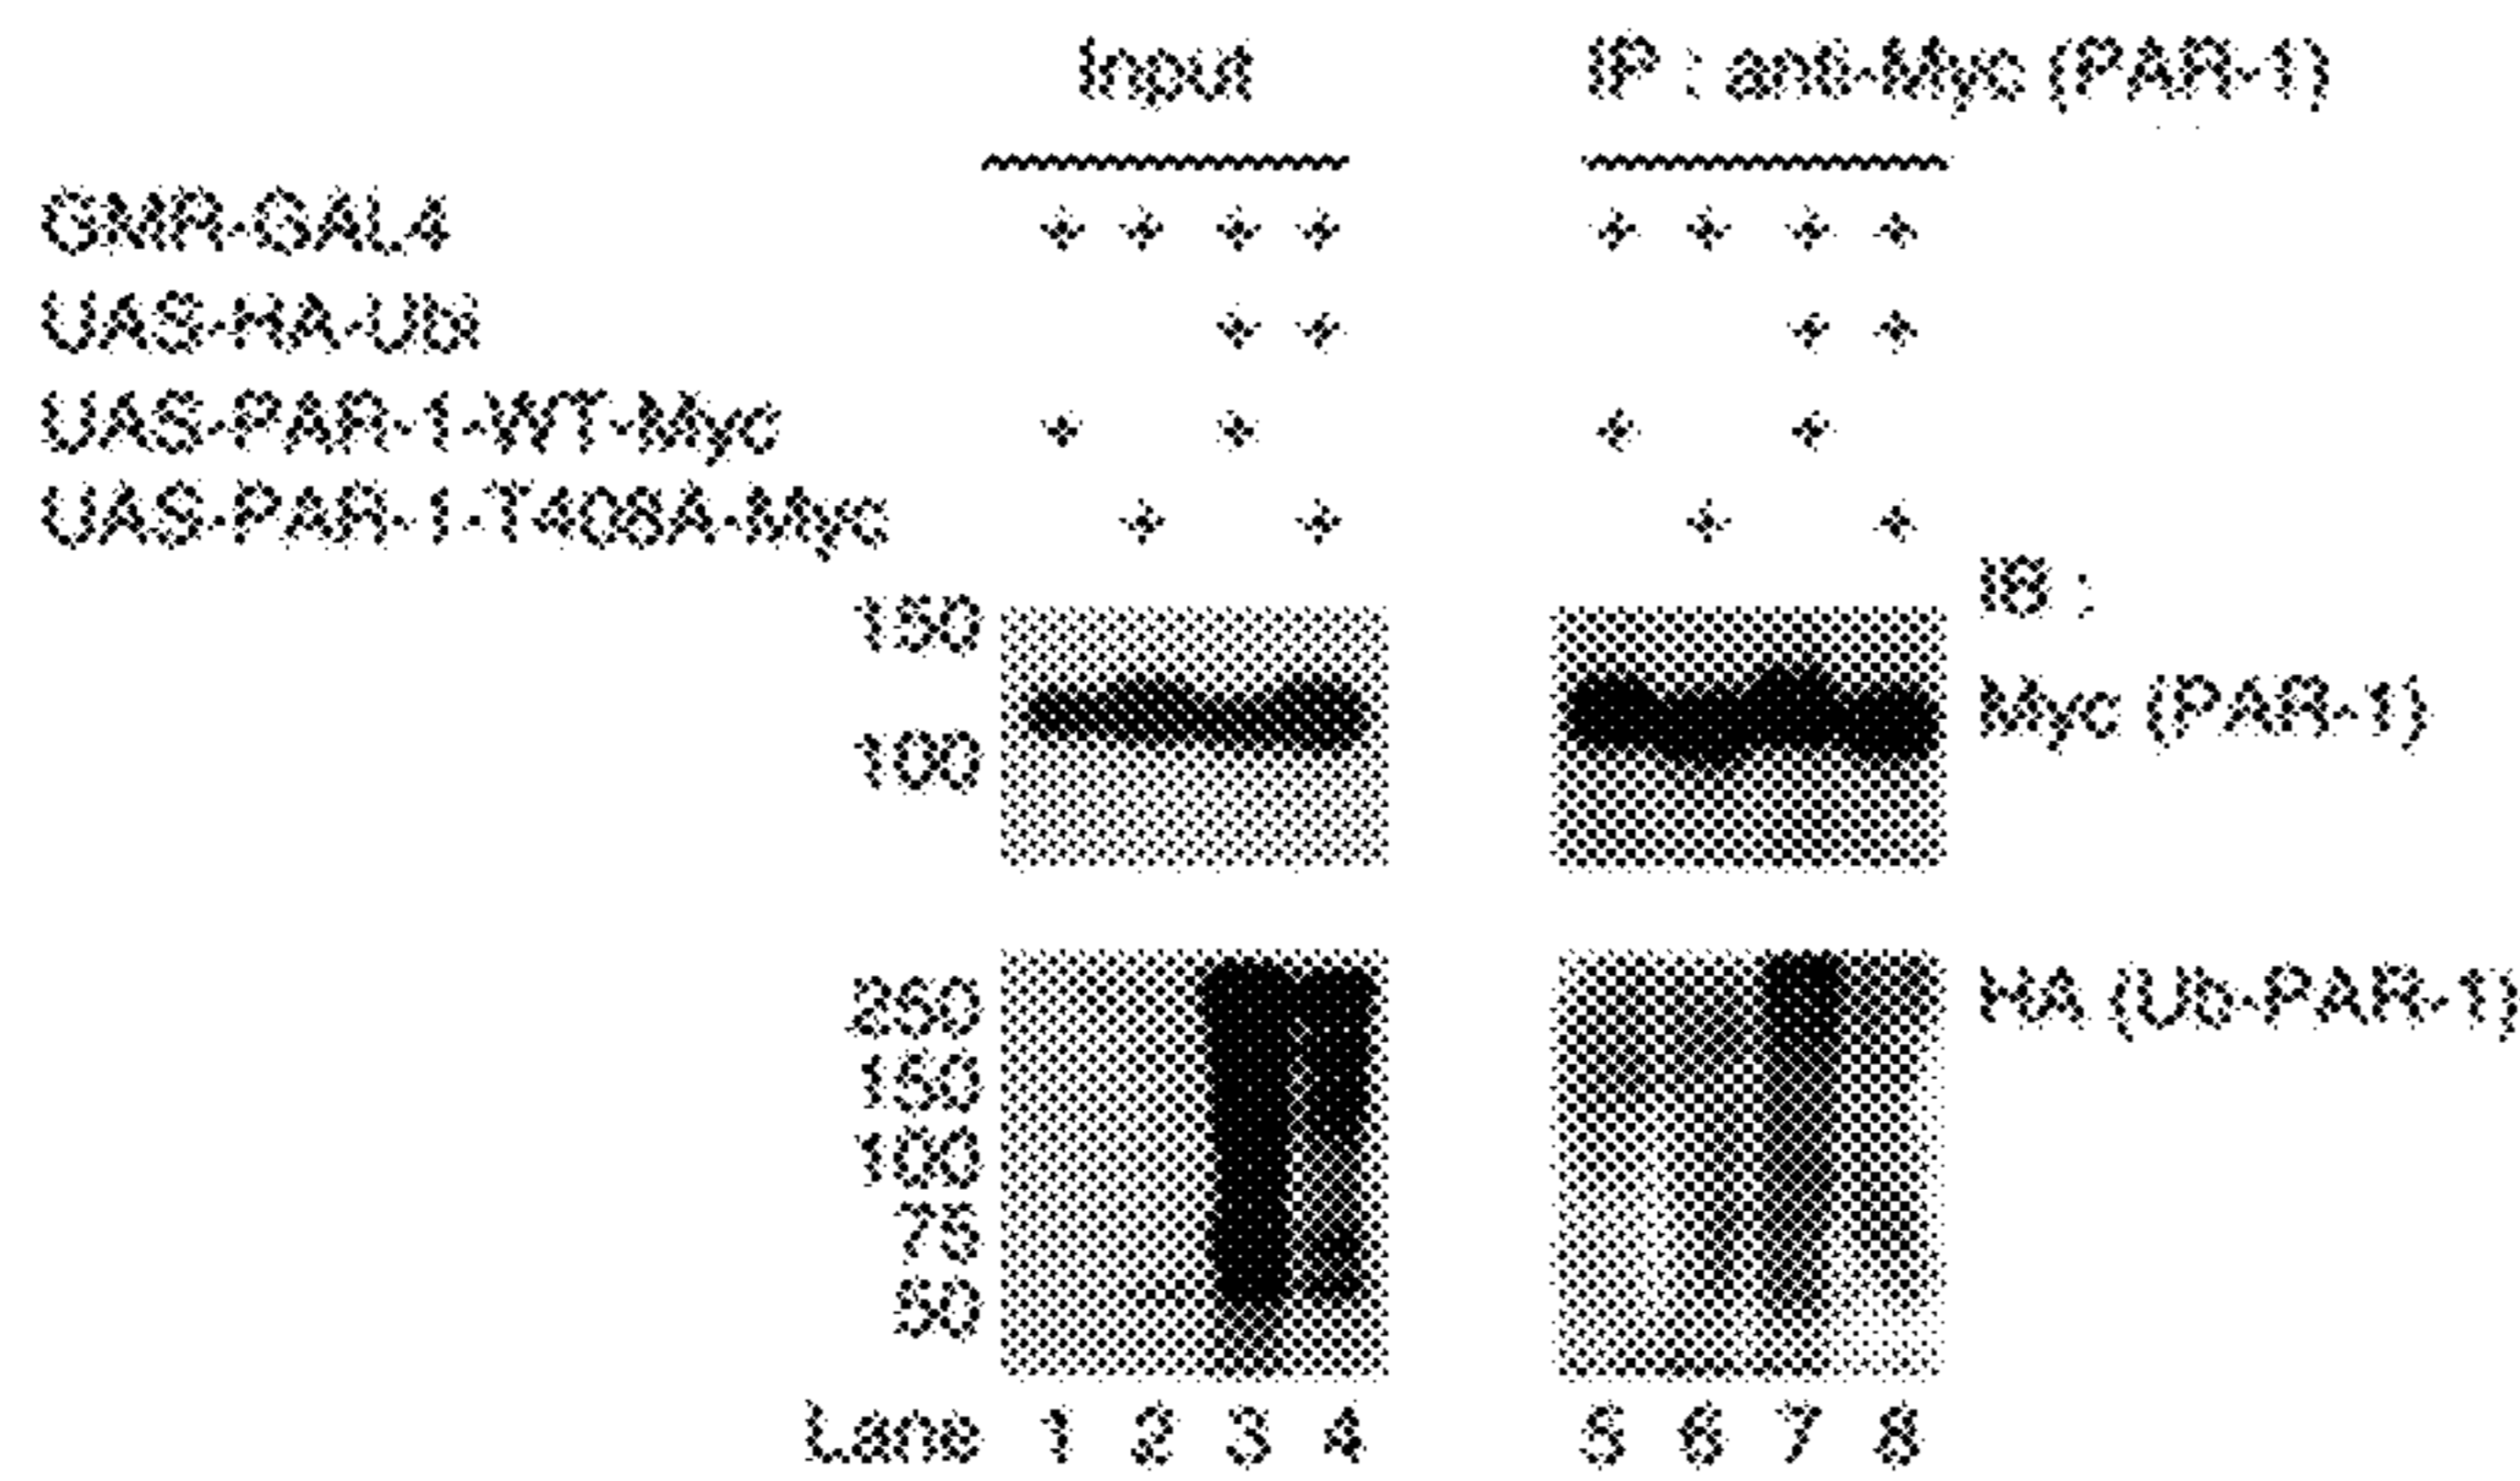 Input IP : anti-Myc (PAR-1)
GMR-GAL4 + + + + + + + +
UAS-HA-Ubi + + + +
UAS-PAR-1-WT-Myc + + + +
UAS-PAR-1-T408A-Myc + + + +
IB :
150
Myc (PAR-1)
100
250 HA (Ub-PAR-1)
150
100
75
50
Lane 1 2 3 4 5 6 7 8